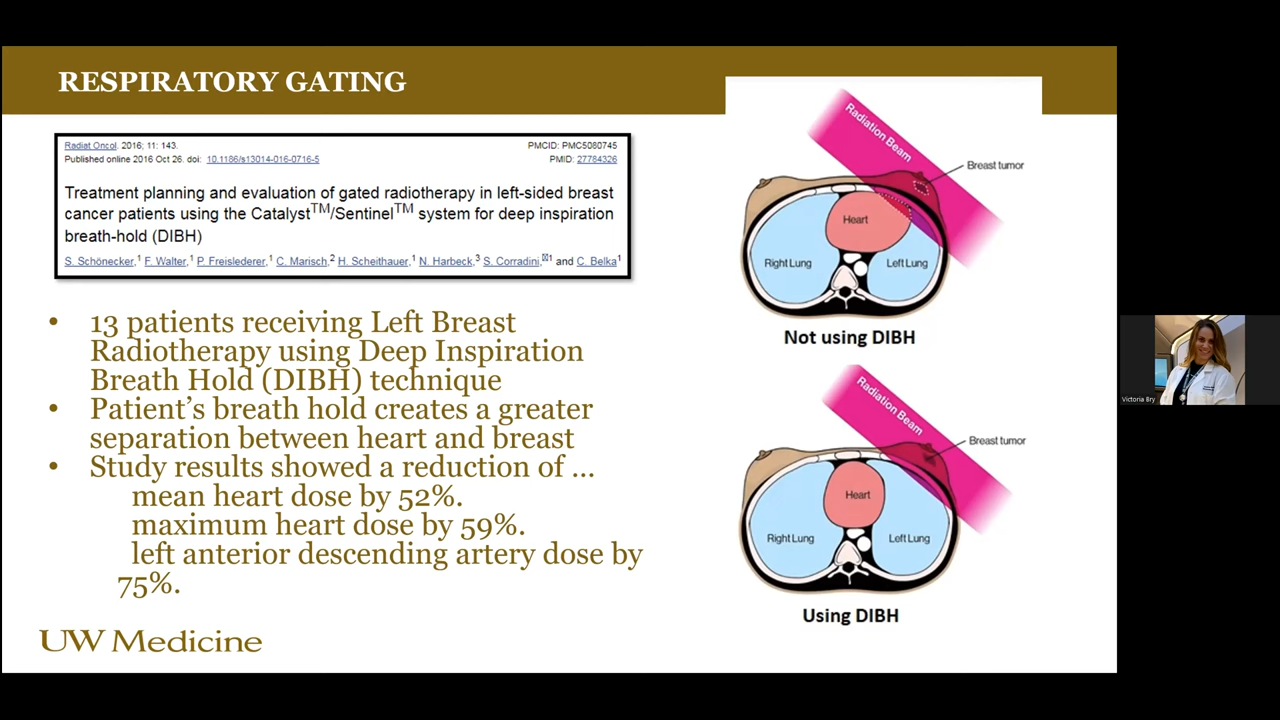 RESPIRATORY GATING
Radiat Oncol. 2016; 11: 143.
PMCID: PMC5080745
Published online 2016 Oct 26. doi: 10.1186/s13014-016-0716-5
PMID: 27784326
Treatment planning and evaluation of gated radiotherapy in left-sided breast
cancer patients using the Catalyst™/Sentinel™ system for deep inspiration
breath-hold (DIBH)
S. Schönecker,1 F. Walter,1 P. Freislederer,1 C. Marisch,2 H. Scheithauer,1 N. Harbeck,3 S. Corradini,✉1 and C. Belka1
• 13 patients receiving Left Breast
Radiotherapy using Deep Inspiration
Breath Hold (DIBH) technique
• Patient’s breath hold creates a greater
separation between heart and breast
• Study results showed a reduction of ...
mean heart dose by 52%.
maximum heart dose by 59%.
left anterior descending artery dose by
75%.
UW Medicine
Radiation Beam
Breast tumor
Heart
Right Lung
Left Lung
Not using DIBH
Radiation Beam
Breast tumor
Heart
Right Lung
Left Lung
Using DIBH
Victoria Bry